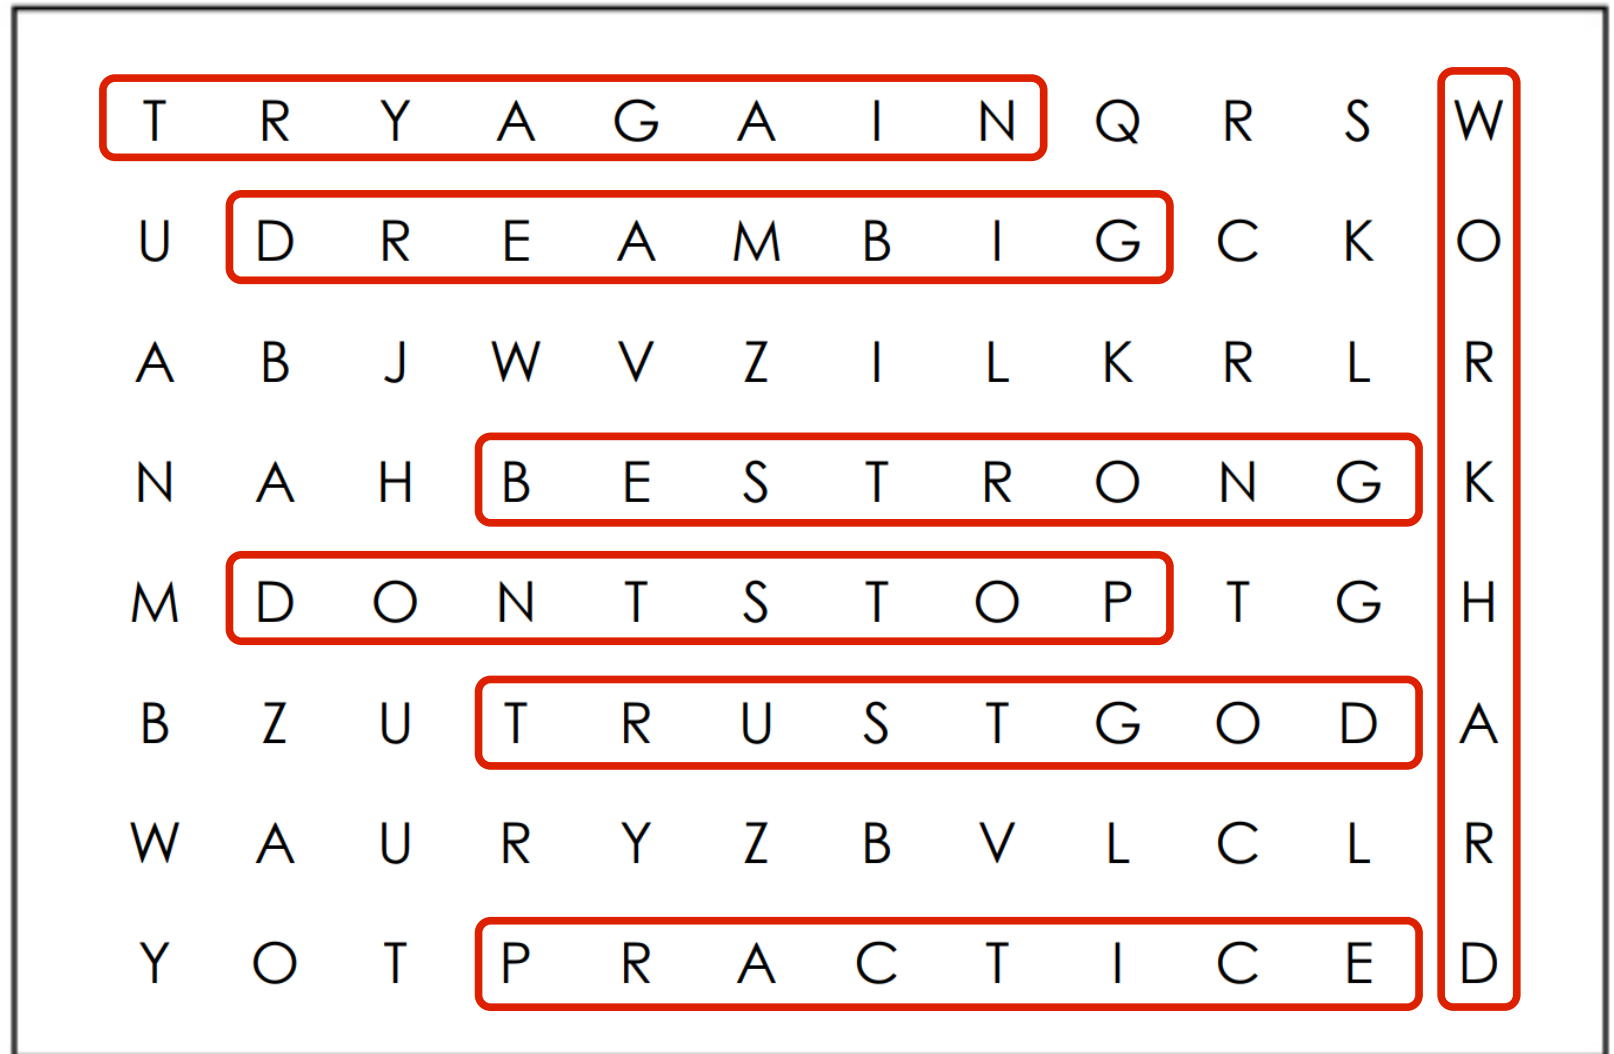 T R Y A G A I N Q R S W
U D R E A M B I G C K O
A B J W V Z I L K R L R
N A H B E S T R O N G K
M D O N T S T O P T G H
B Z U T R U S T G O D A
W A U R Y Z B V L C L R
Y O T P R A C T I C E D